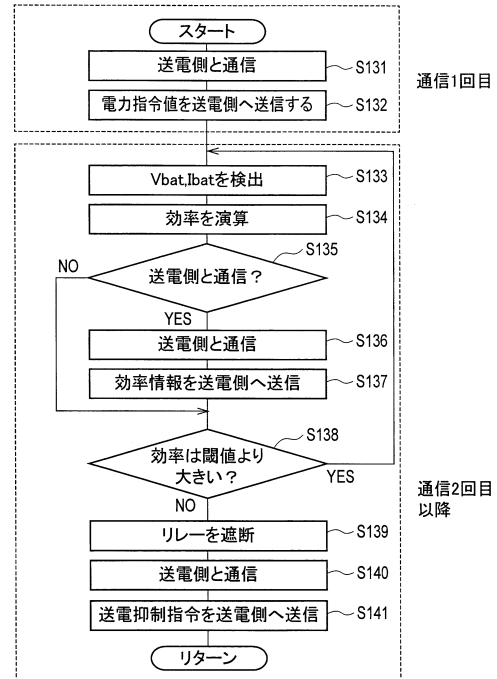 スタート
送電側と通信
S131
電力指令値を送電側へ送信する
S132
通信1回目
Vbat,Ibatを検出
S133
効率を演算
S134
S135
送電側と通信？
NO
YES
送電側と通信
S136
効率情報を送電側へ送信
S137
S138
効率は閾値より
大きい？
YES
NO
通信2回目
以降
リレーを遮断
S139
送電側と通信
S140
送電抑制指令を送電側へ送信
S141
リターン